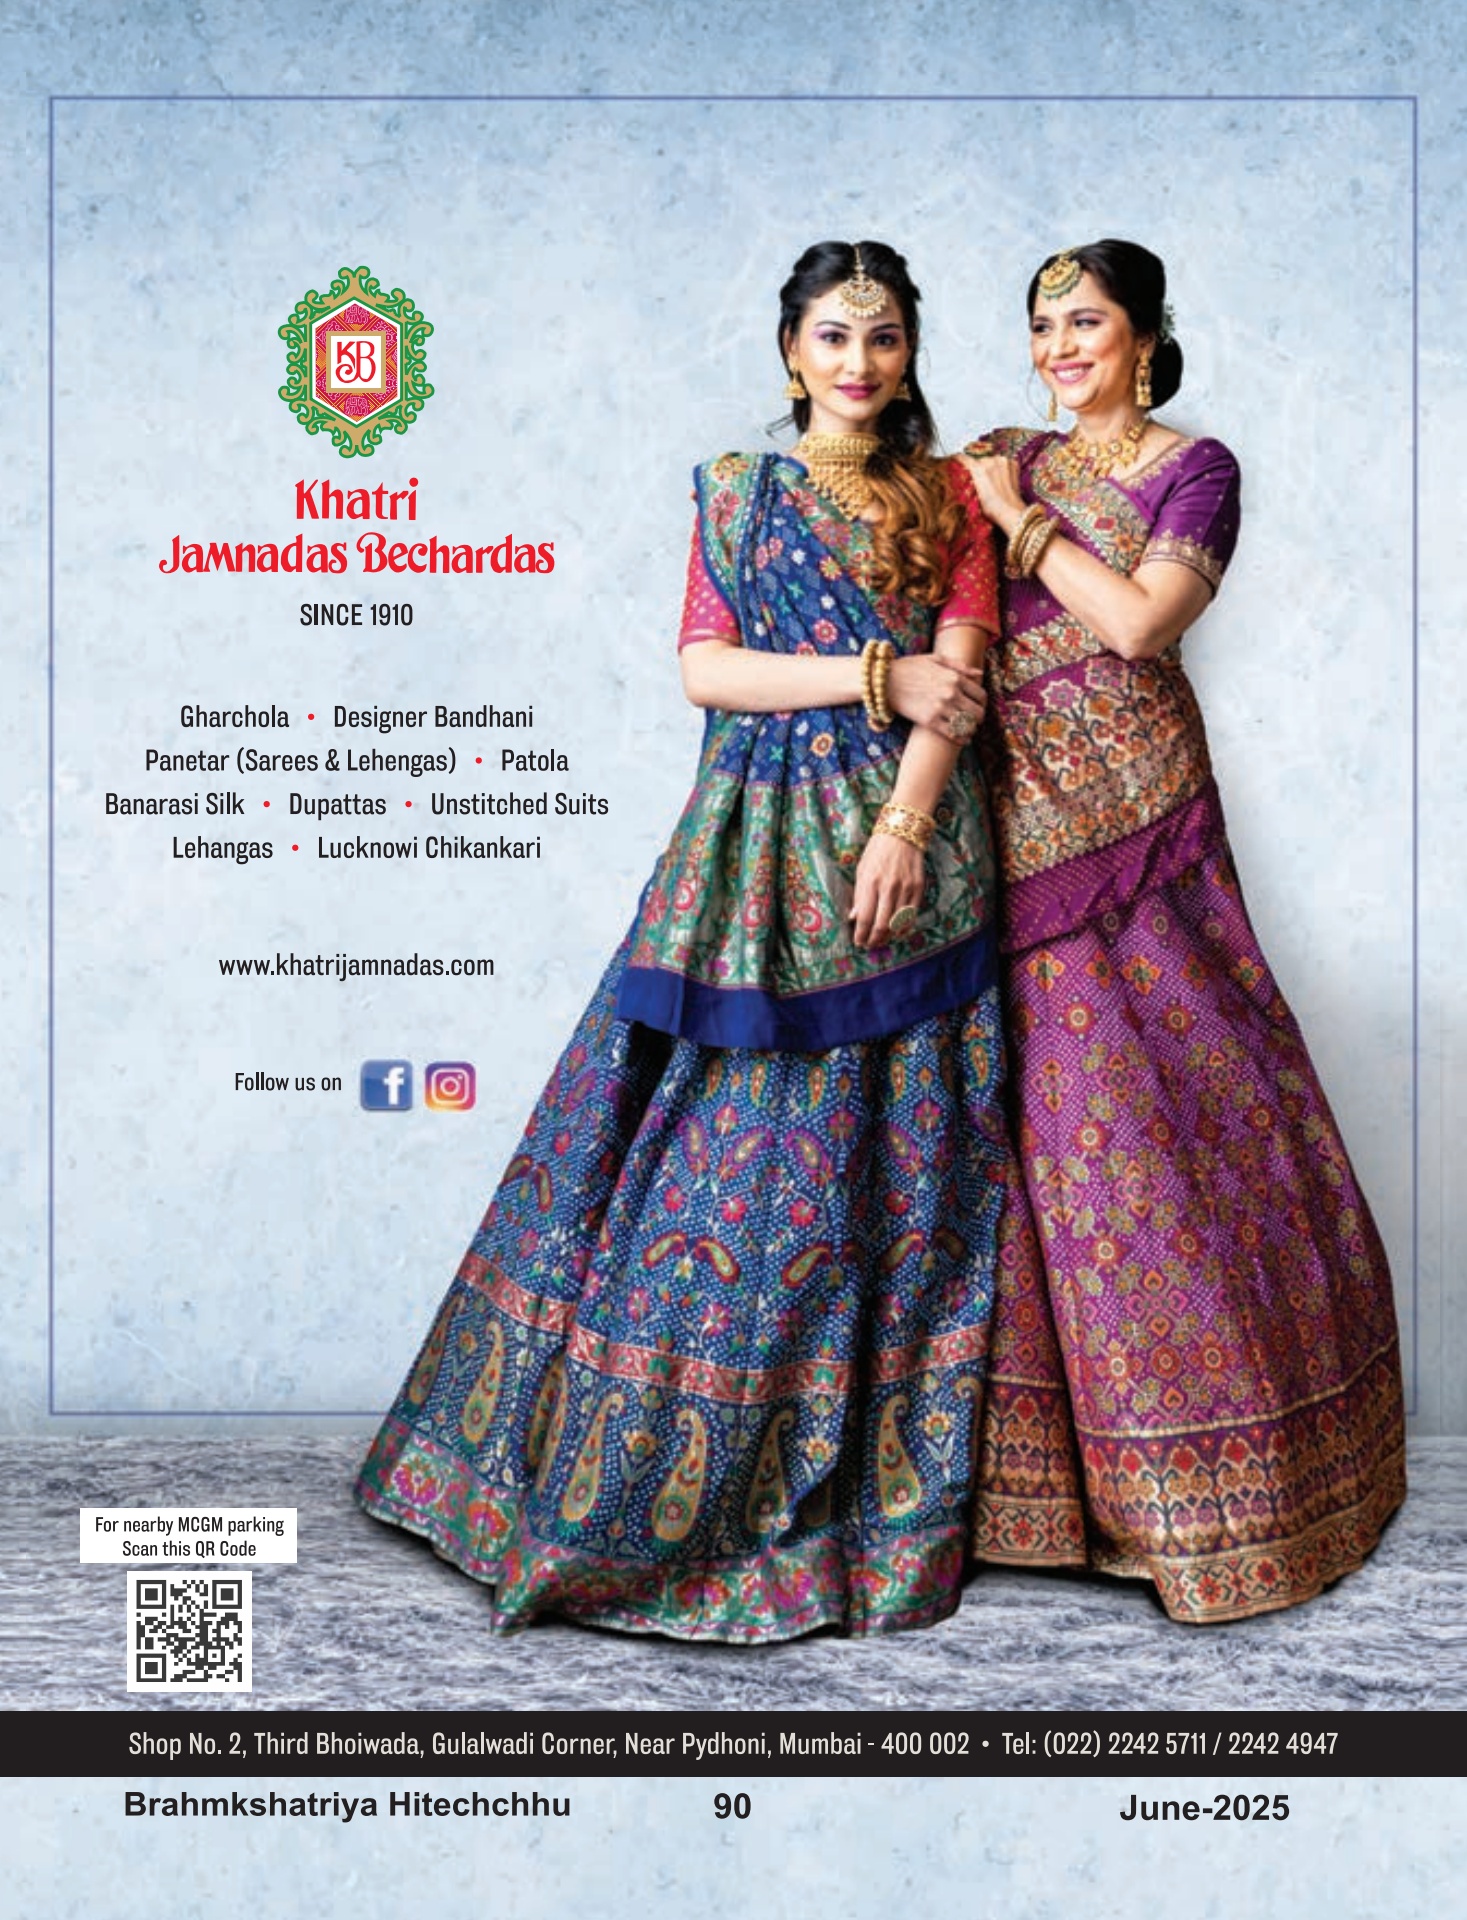 KB
Khatri
Jamnadas Bechardas
SINCE 1910
Gharchola • Designer Bandhani
Panetar (Sarees & Lehengas) • Patola
Banarasi Silk • Dupattas • Unstitched Suits
Lehangas • Lucknowi Chikankari
www.khatrijamnadas.com
Follow us on
For nearby MCGM parking
Scan this QR Code
Shop No. 2, Third Bhoiwada, Gulalwadi Corner, Near Pydhoni, Mumbai - 400 002 • Tel: (022) 2242 5711 / 2242 4947
Brahmkshatriya Hitechchhu 90 June-2025